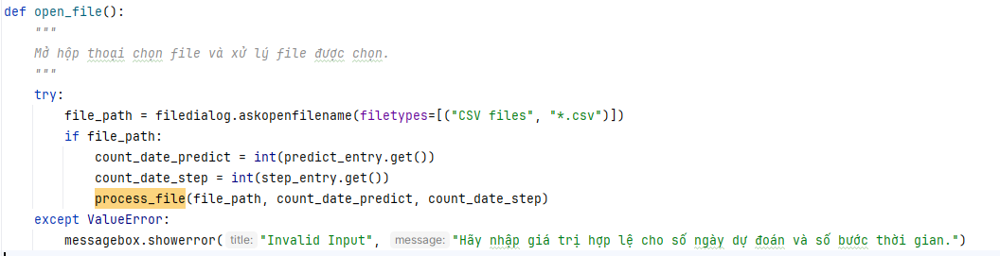 def open_file():
    """
    Mở hộp thoại chọn file và xử lý file được chọn.
    """
    try:
        file_path = filedialog.askopenfilename(filetypes=[("CSV files", "*.csv")])
        if file_path:
            count_date_predict = int(predict_entry.get())
            count_date_step = int(step_entry.get())
            process_file(file_path, count_date_predict, count_date_step)
    except ValueError:
        messagebox.showerror( title: "Invalid Input", message: "Hãy nhập giá trị hợp lệ cho số ngày dự đoán và số bước thời gian.")